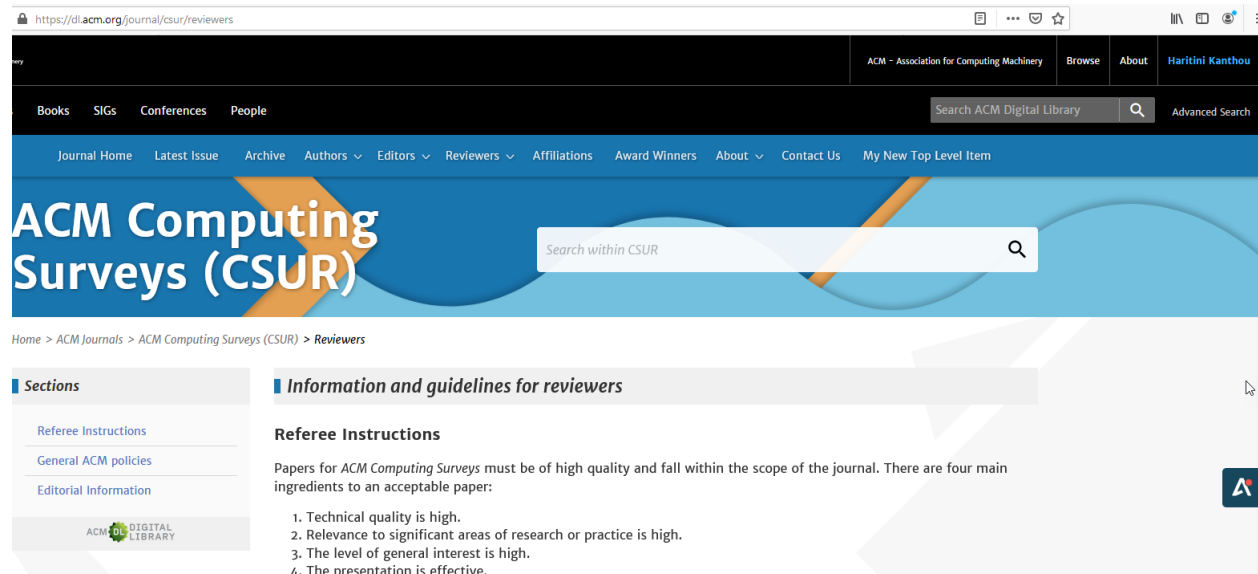 https://dl.acm.org/journal/csur/reviewers
ACM - Association for Computing Machinery Browse About Haritini Kanthou
Books SIGs Conferences People
Search ACM Digital Library Advanced Search
Journal Home Latest Issue Archive Authors Editors Reviewers Affiliations Award Winners About Contact Us My New Top Level Item
ACM Computing
Surveys (CSUR)
Search within CSUR
Home > ACM Journals > ACM Computing Surveys (CSUR) > Reviewers
Sections
Referee Instructions
General ACM policies
Editorial Information
ACM DL DIGITAL
LIBRARY
Information and guidelines for reviewers
Referee Instructions
Papers for ACM Computing Surveys must be of high quality and fall within the scope of the journal. There are four main
ingredients to an acceptable paper:
1. Technical quality is high.
2. Relevance to significant areas of research or practice is high.
3. The level of general interest is high.
4. The presentation is effective.